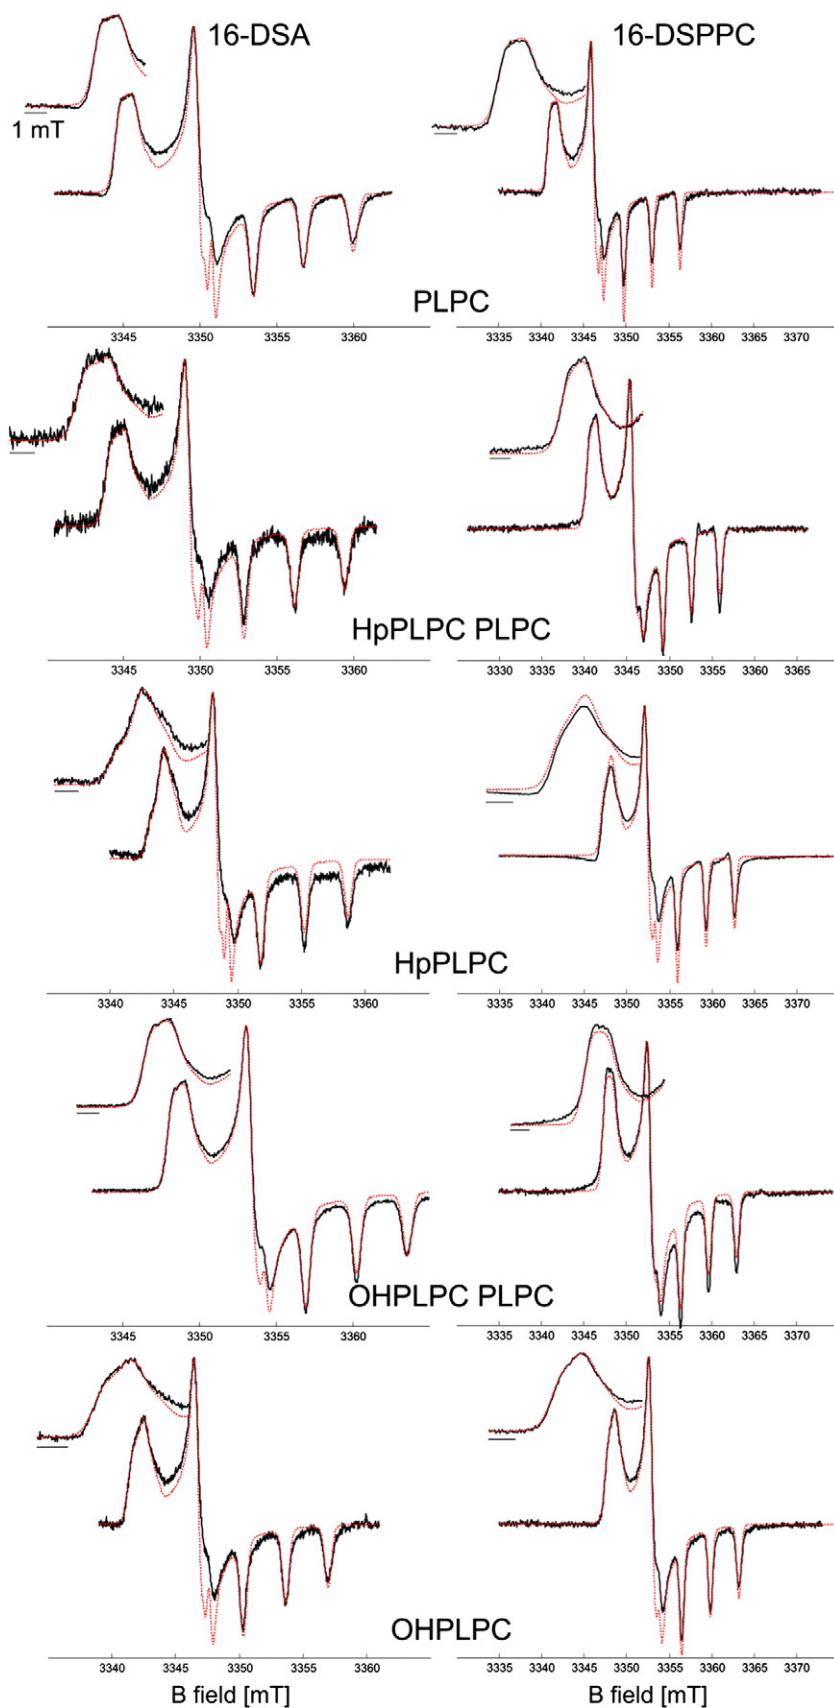 16-DSA 16-DSPPC
1 mT
PLPC
3345 3350 3355 3360 3335 3340 3345 3350 3355 3360 3365 3370
HpPLPC PLPC
3345 3350 3355 3360 3330 3335 3340 3345 3350 3355 3360 3365
HpPLPC
3340 3345 3350 3355 3360 3335 3340 3345 3350 3355 3360 3365 3370
OHPLPC PLPC
3345 3350 3355 3360 3335 3340 3345 3350 3355 3360 3365 3370
OHPLPC
3340 3345 3350 3355 3360 3335 3340 3345 3350 3355 3360 3365 3370
B field [mT] B field [mT]